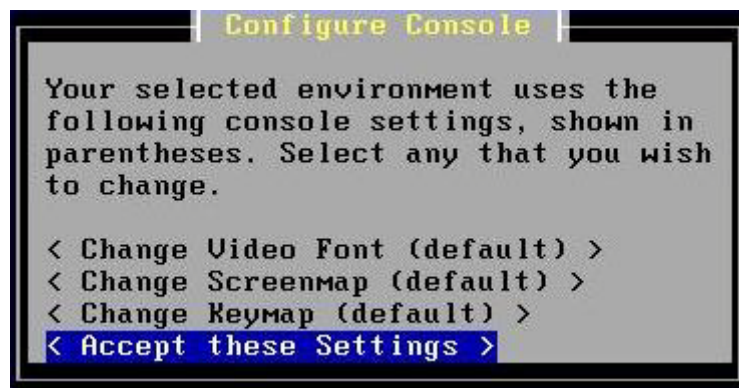 Configure Console
Your selected environment uses the
following console settings, shown in
parentheses. Select any that you wish
to change.
< Change Video Font (default) >
< Change Screenmap (default) >
< Change Keymap (default) >
< Accept these Settings >